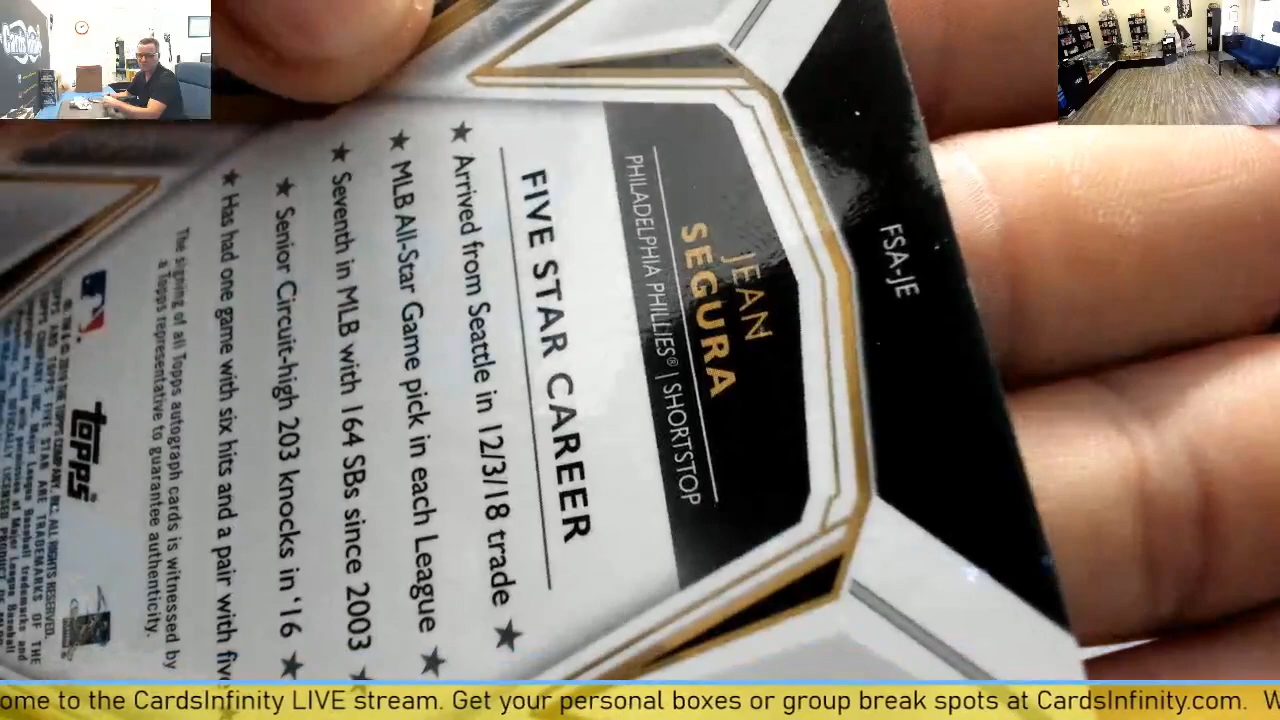 FSA-JE
JEAN
SEGURA
PHILADELPHIA PHILLIES® | SHORTSTOP
FIVE STAR CAREER
★ Arrived from Seattle in 12/3/18 trade ★
★ MLB All-Star Game pick in each League ★
★ Seventh in MLB with 164 SBs since 2003 ★
★ Senior Circuit-high 203 knocks in '16 ★
★ Has had one game with six hits and a pair with five
The signing of all Topps autograph cards is witnessed by
a Topps representative to guarantee authenticity.
topps®
ome to the CardsInfinity LIVE stream. Get your personal boxes or group break spots at CardsInfinity.com. W